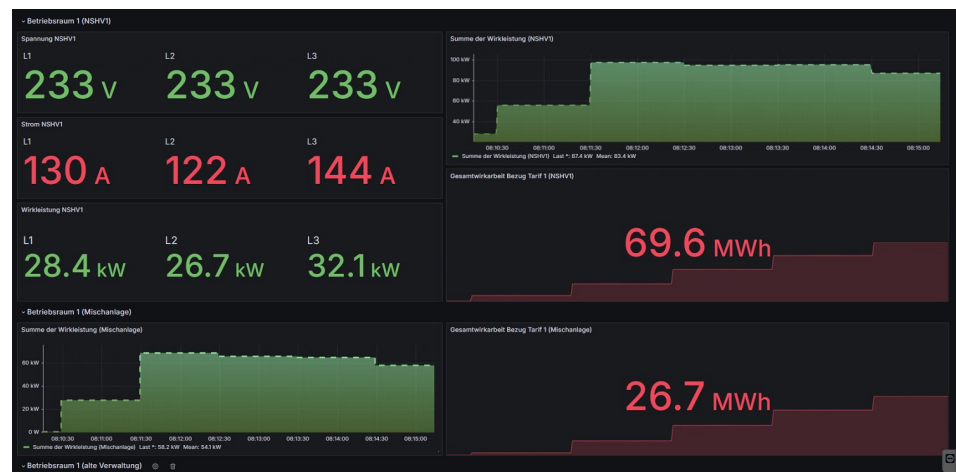 Betriebsraum 1 (NSHV1)
Spannung NSHV1
L1 L2 L3
233 V 233 V 233 V
Strom NSHV1
L1 L2 L3
130 A 122 A 144 A
Wirkleistung NSHV1
L1 L2 L3
28.4 kW 26.7 kW 32.1 kW
Summe der Wirkleistung (NSHV1)
100 kW
80 kW
60 kW
40 kW
08:10:30 08:11:00 08:11:30 08:12:00 08:12:30 08:13:00 08:13:30 08:14:00 08:14:30 08:15:00
Summe der Wirkleistung (NSHV1) Last *: 87.4 kW Mean: 83.4 kW
Gesamtwirkarbeit Bezug Tarif 1 (NSHV1)
69.6 MWh
Betriebsraum 1 (Mischanlage)
Summe der Wirkleistung (Mischanlage)
60 kW
40 kW
20 kW
0 W
08:10:30 08:11:00 08:11:30 08:12:00 08:12:30 08:13:00 08:13:30 08:14:00 08:14:30 08:15:00
Summe der Wirkleistung (Mischanlage) Last *: 58.2 kW Mean: 54.1 kW
Gesamtwirkarbeit Bezug Tarif 1 (Mischanlage)
26.7 MWh
Betriebsraum 1 (alte Verwaltung)